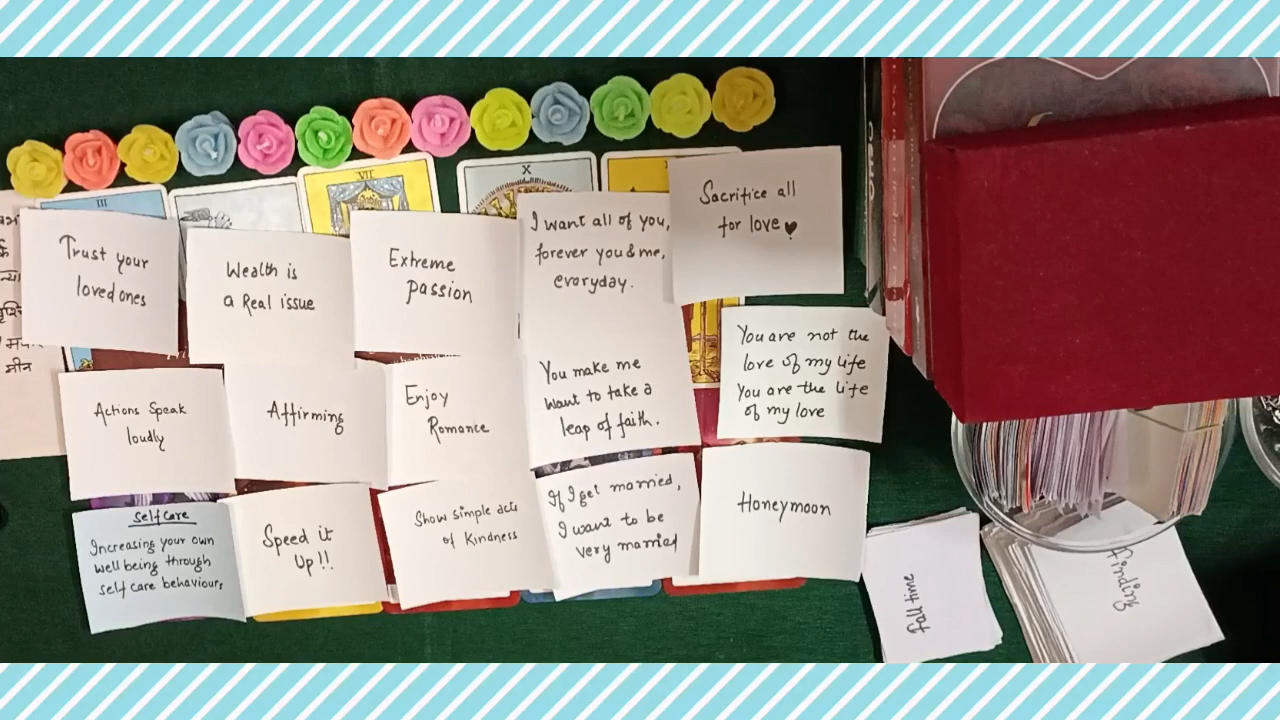 III
VII
X
Trust your
loved ones
Wealth is
a Real issue
Extreme
passion
I want all of you,
forever you & me,
everyday.
Sacrifice all
for love
Actions Speak
loudly
Affirming
Enjoy
Romance
You make me
want to take a
leap of faith.
You are not the
love of my life
You are the life
of my love
Self care
Increasing your own
well being through
self care behaviours
Speed it
Up!!
Show simple acts
of Kindness
If I get married,
I want to be
very married
Honeymoon
fall time
finding
मीन